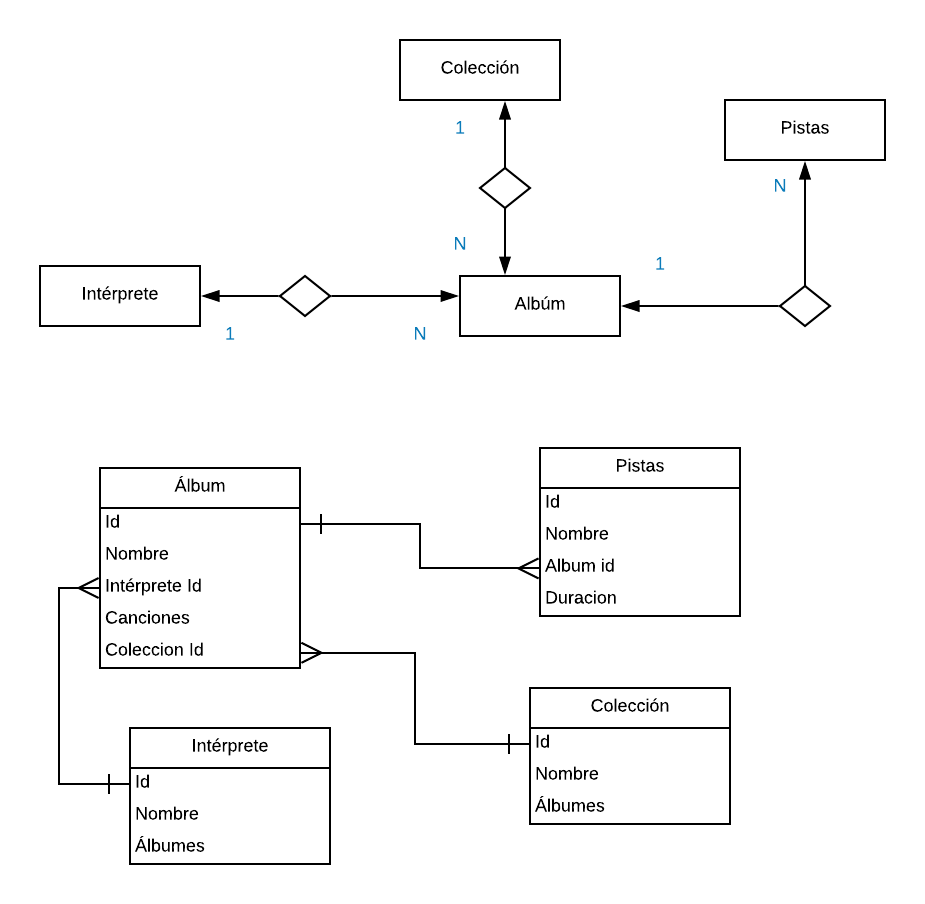 Colección
Pistas
1
N
N
1
Intérprete
Albúm
1
N
Álbum
Id
Nombre
Intérprete Id
Canciones
Coleccion Id
Pistas
Id
Nombre
Album id
Duracion
Intérprete
Id
Nombre
Álbumes
Colección
Id
Nombre
Álbumes